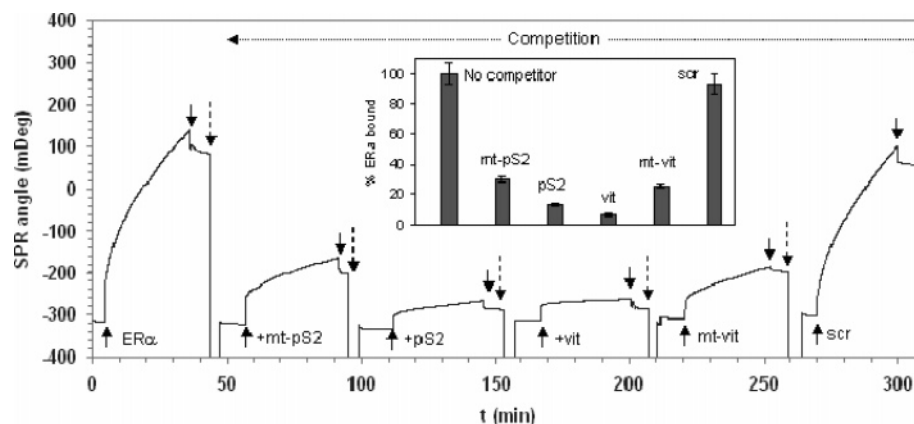 400
300
200
100
0
-100
-200
-300
-400
SPR angle (mDeg)
Competition
100
80
60
40
20
0
% ERα bound
No competitor
mt-pS2
pS2
vit
mt-vit
scr
ERα
+mt-pS2
+pS2
+vit
mt-vit
scr
0 50 100 150 200 250 300
t (min)